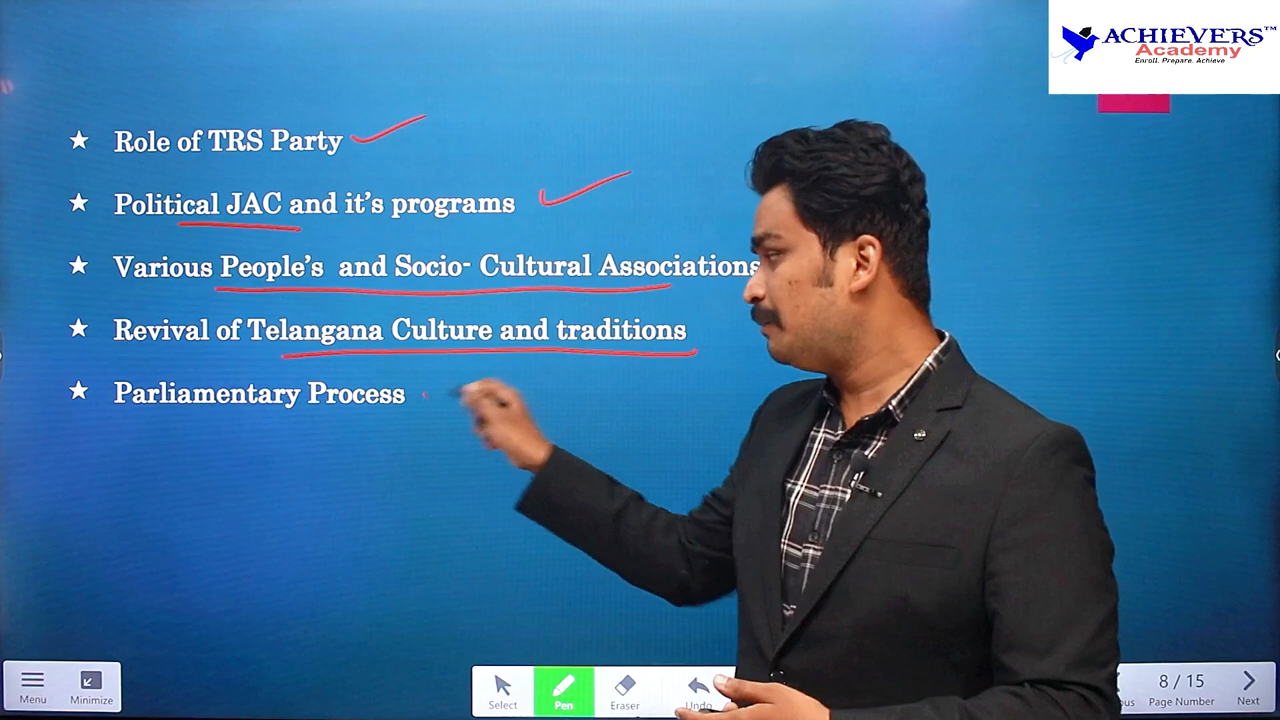 ACHIEVERS™
Academy
Enroll. Prepare. Achieve
★ Role of TRS Party
★ Political JAC and it's programs
★ Various People's and Socio- Cultural Associations
★ Revival of Telangana Culture and traditions
★ Parliamentary Process
Menu
Minimize
Select
Pen
Eraser
Undo
8 / 15
Page Number
Next